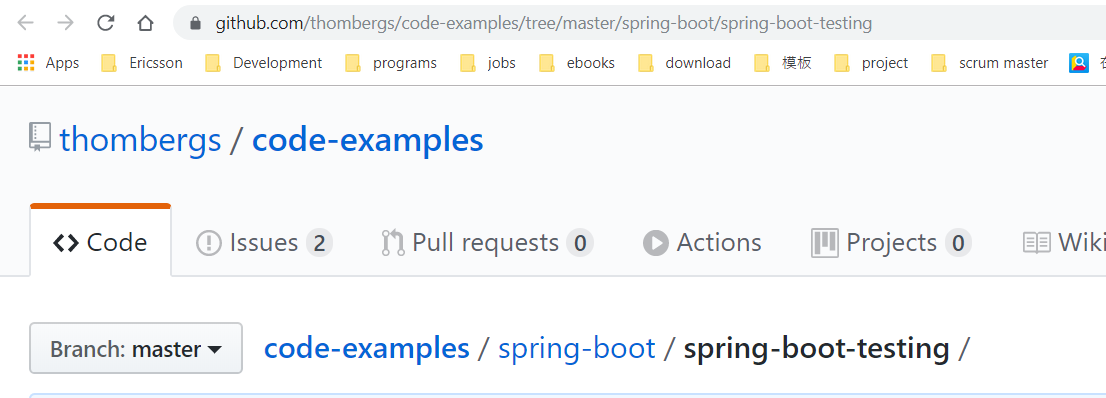 github.com/thombergs/code-examples/tree/master/spring-boot/spring-boot-testing
Apps Ericsson Development programs jobs ebooks download 模板 project scrum master
thombergs / code-examples
Code Issues 2 Pull requests 0 Actions Projects 0 Wiki
Branch: master code-examples / spring-boot / spring-boot-testing /